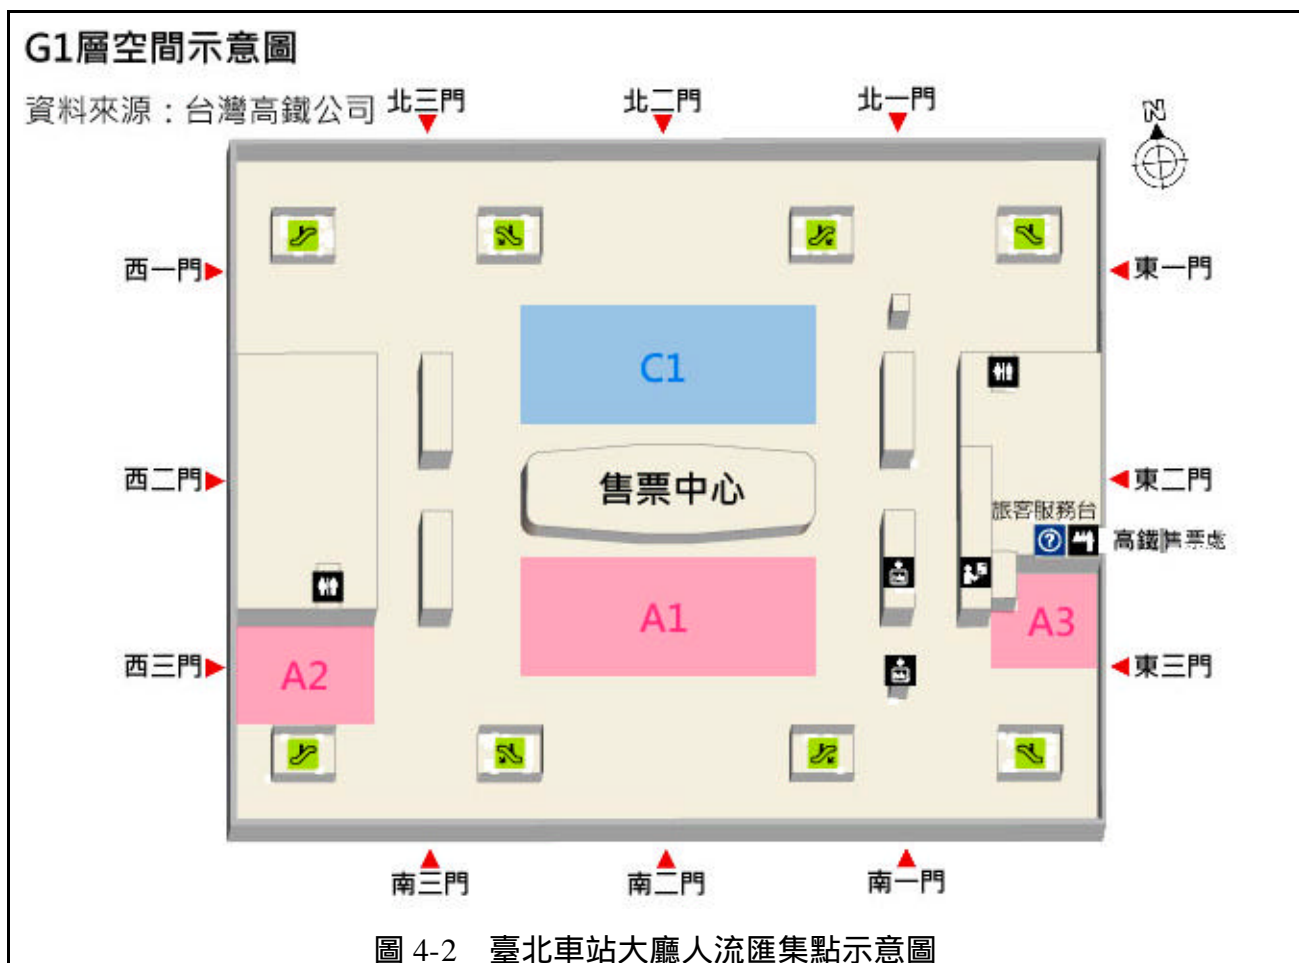 G1層空間示意圖
資料來源：台灣高鐵公司
北三門 北二門 北一門
N
西一門 東一門
C1
西二門 售票中心 東二門
旅客服務台
高鐵售票處
A1 A3
西三門 A2 東三門
南三門 南二門 南一門
圖 4-2 臺北車站大廳人流匯集點示意圖